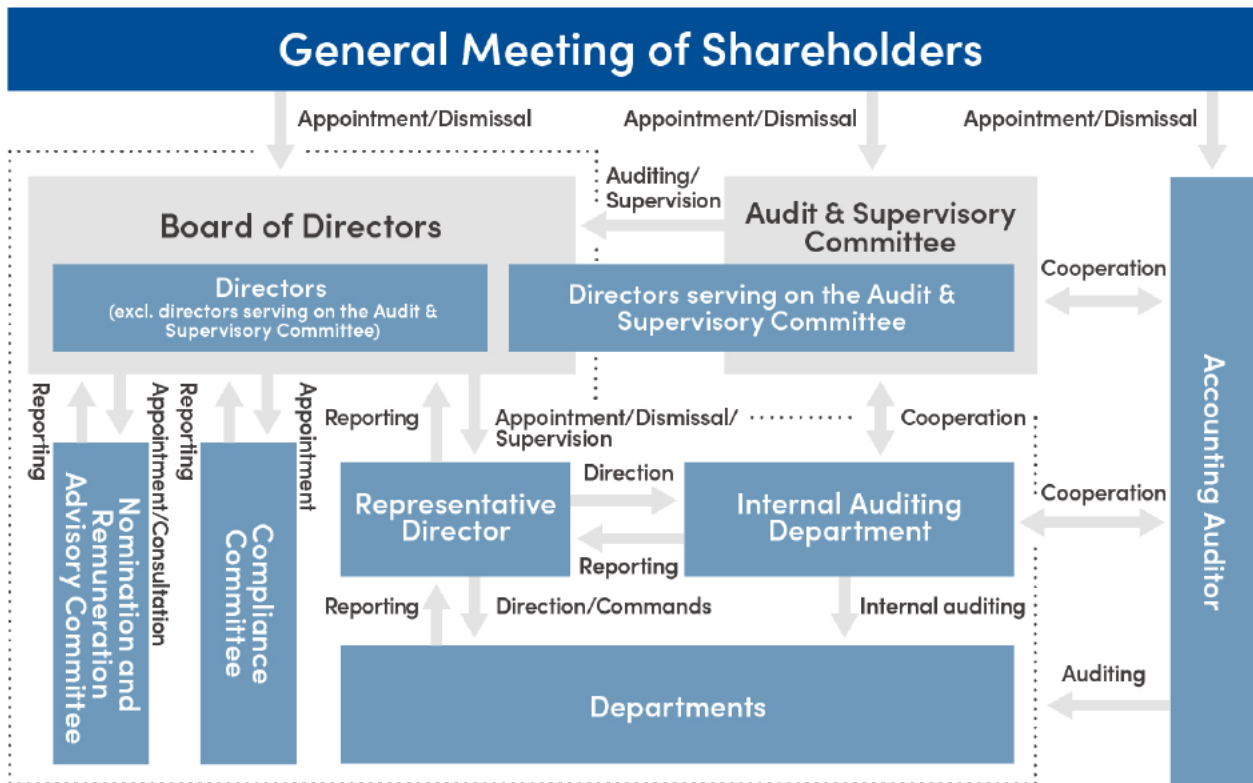 General Meeting of Shareholders
Appointment/Dismissal
Appointment/Dismissal
Appointment/Dismissal
Board of Directors
Auditing/
Supervision
Audit & Supervisory
Committee
Directors
(excl. directors serving on the Audit &
Supervisory Committee)
Directors serving on the Audit &
Supervisory Committee
Cooperation
Accounting Auditor
Reporting
Appointment/Consultation
Reporting
Appointment
Reporting
Appointment/Dismissal/
Supervision
Cooperation
Nomination and
Remuneration
Advisory Committee
Compliance
Committee
Representative
Director
Direction
Reporting
Internal Auditing
Department
Cooperation
Reporting
Direction/Commands
Internal auditing
Departments
Auditing